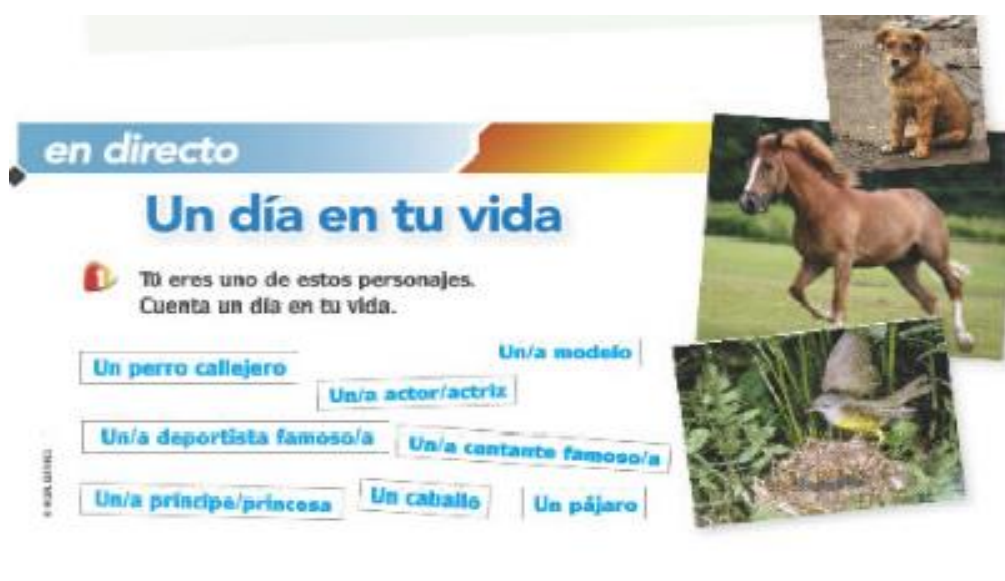 en directo
Un día en tu vida
1
Tú eres uno de estos personajes.
Cuenta un día en tu vida.
Un/a modelo
Un perro callejero
Un/a actor/actriz
Un/a deportista famoso/a
Un/a contante famoso/a
Un/a príncipe/princesa
Un caballo
Un pájaro